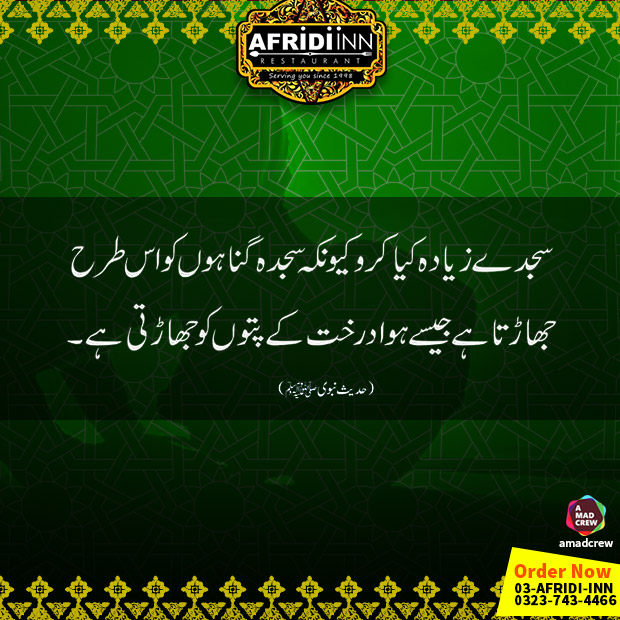 AFRIDI INN
RESTAURANT
Serving you since 1998
سجدے زیادہ کیا کرو کیونکہ سجدہ گناہوں کو اس طرح
جھاڑتا ہے جیسے ہوا درخت کے پتوں کو جھاڑتی ہے۔
(حدیث نبوی ﷺ)
A
MAD
CREW
amadcrew
Order Now
03-AFRIDI-INN
0323-743-4466